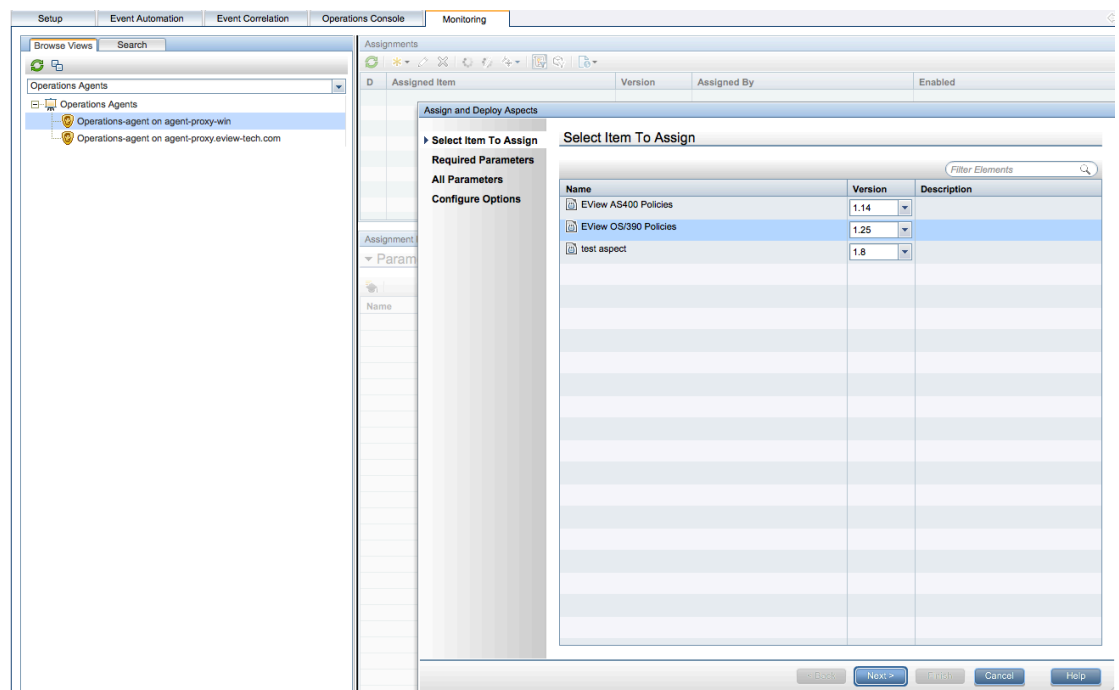 Setup Event Automation Event Correlation Operations Console Monitoring
Browse Views Search
Operations Agents
Operations Agents
Operations-agent on agent-proxy-win
Operations-agent on agent-proxy.eview-tech.com
Assignments
D Assigned Item Version Assigned By Enabled
Assignment
Param
Name
Assign and Deploy Aspects
Select Item To Assign
Required Parameters
All Parameters
Configure Options
Select Item To Assign
Filter Elements
Name Version Description
EView AS400 Policies 1.14
EView OS/390 Policies 1.25
test aspect 1.8
< Back Next > Finish Cancel Help